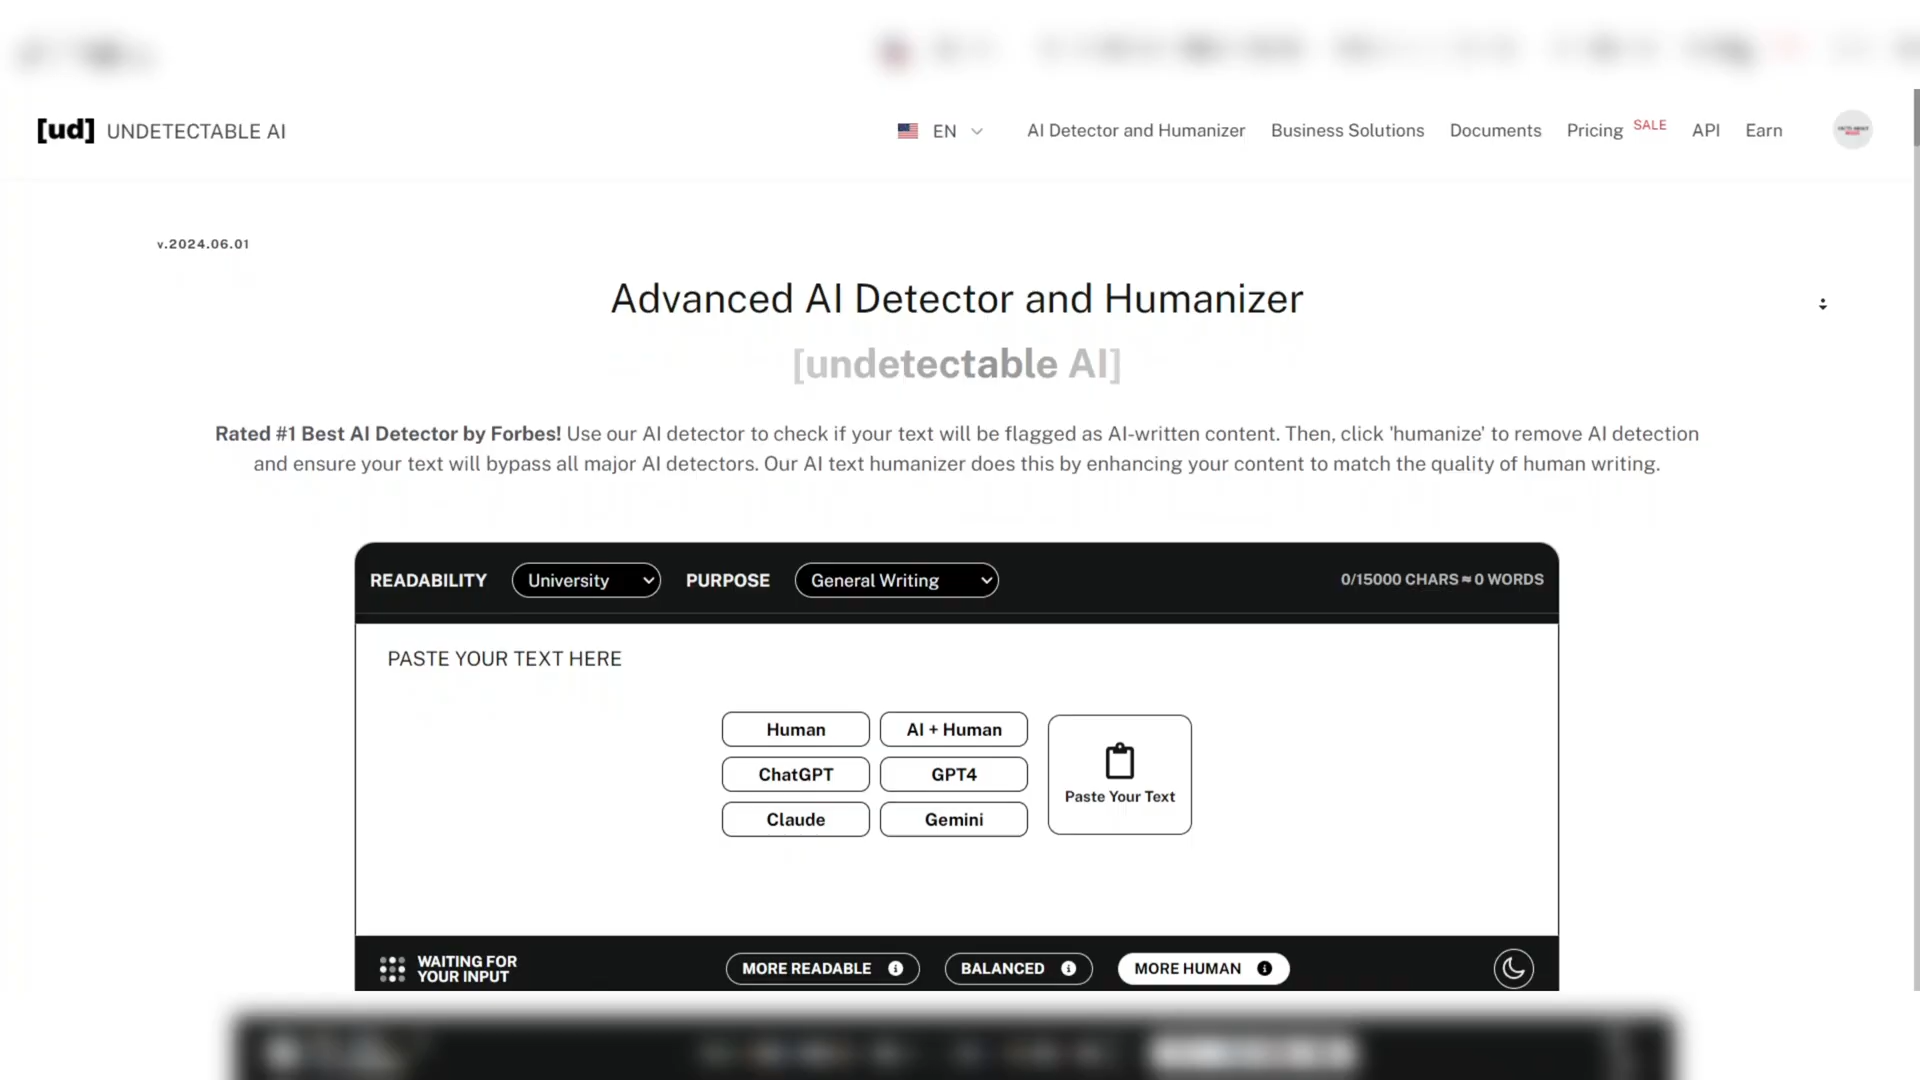 [ud] UNDETECTABLE AI
EN
AI Detector and Humanizer
Business Solutions
Documents
Pricing SALE
API
Earn
v.2024.06.01
Advanced AI Detector and Humanizer
[undetectable AI]
Rated #1 Best AI Detector by Forbes! Use our AI detector to check if your text will be flagged as AI-written content. Then, click 'humanize' to remove AI detection
and ensure your text will bypass all major AI detectors. Our AI text humanizer does this by enhancing your content to match the quality of human writing.
READABILITY
University
PURPOSE
General Writing
0/15000 CHARS ≈ 0 WORDS
PASTE YOUR TEXT HERE
Human
AI + Human
ChatGPT
GPT4
Claude
Gemini
Paste Your Text
WAITING FOR
YOUR INPUT
MORE READABLE
BALANCED
MORE HUMAN